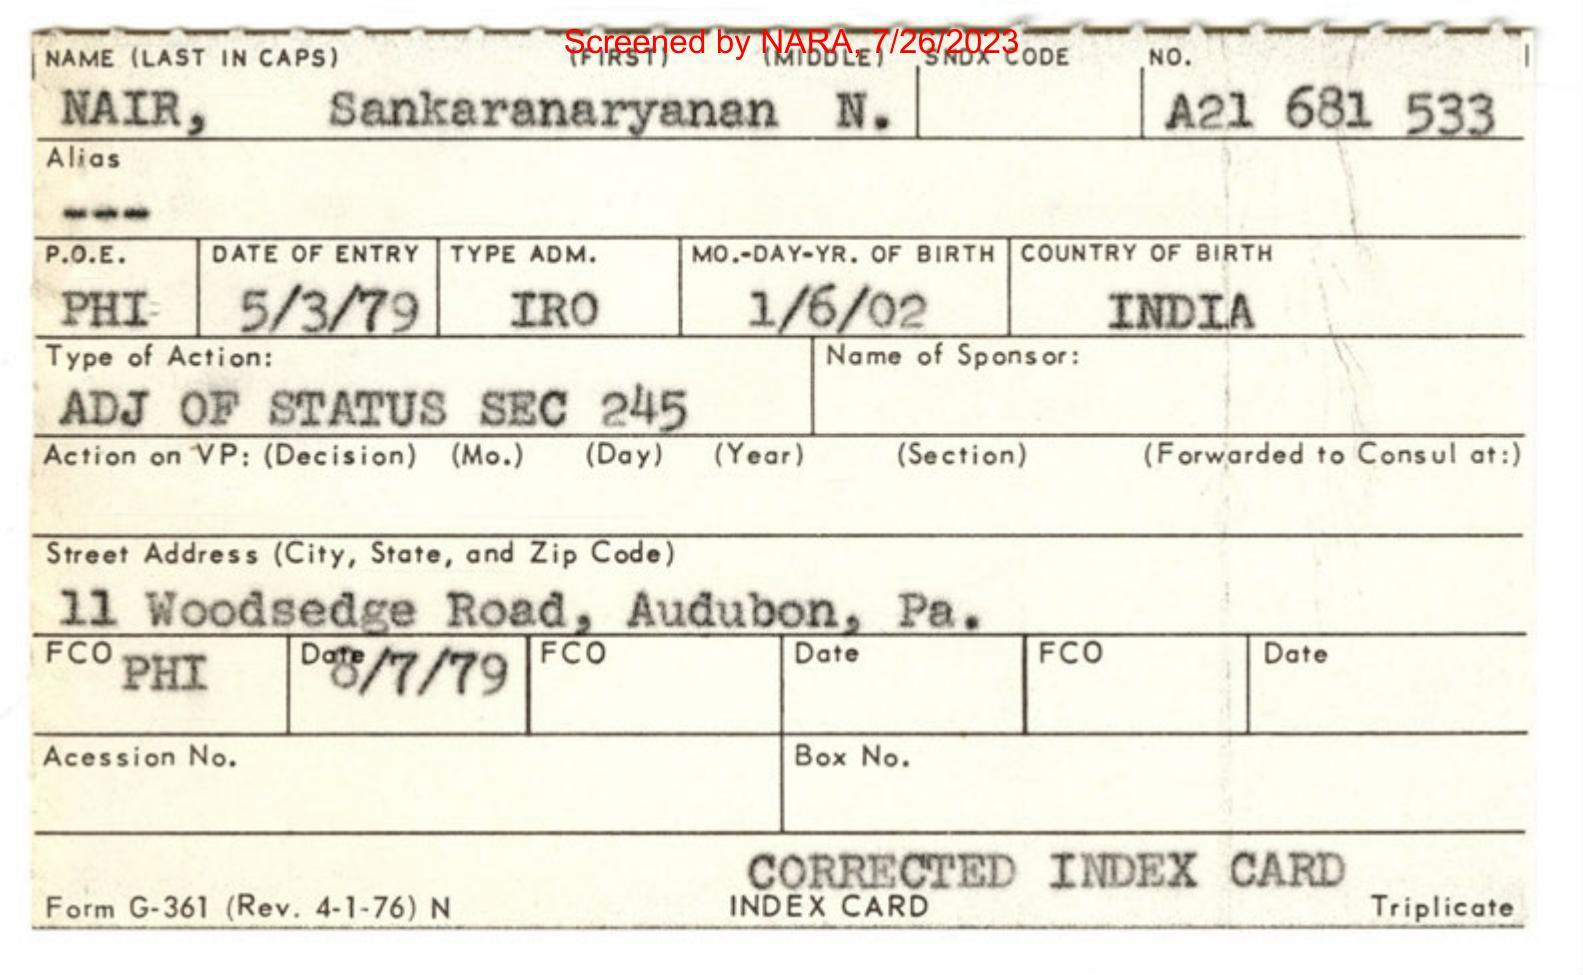 Screened by NARA, 7/26/2023
NAME (LAST IN CAPS) (FIRST) (MIDDLE) SNDX CODE NO.
NAIR, Sankaranaryanan N. A21 681 533
Alias
---
P.O.E. DATE OF ENTRY TYPE ADM. MO.-DAY-YR. OF BIRTH COUNTRY OF BIRTH
PHI 5/3/79 IRO 1/6/02 INDIA
Type of Action: Name of Sponsor:
ADJ OF STATUS SEC 245
Action on VP: (Decision) (Mo.) (Day) (Year) (Section) (Forwarded to Consul at:)
Street Address (City, State, and Zip Code)
11 Woodsedge Road, Audubon, Pa.
FCO Date FCO Date FCO Date
PHI 8/7/79
Acession No. Box No.
CORRECTED INDEX CARD
Form G-361 (Rev. 4-1-76) N INDEX CARD Triplicate